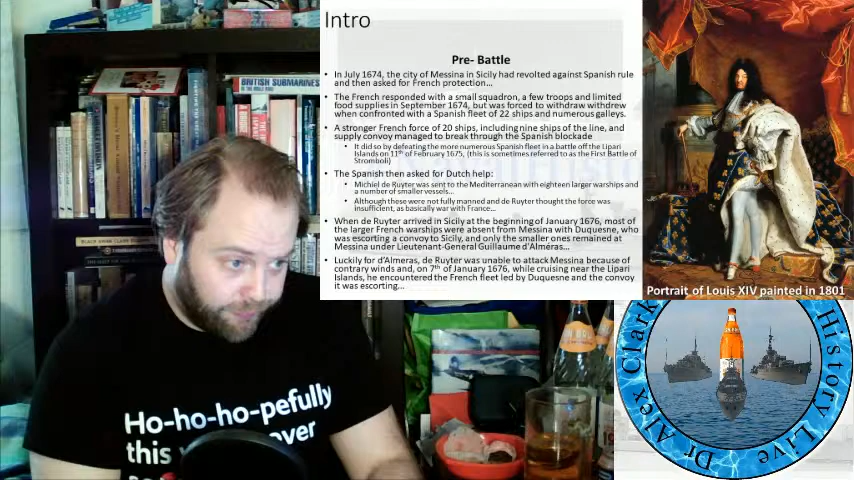 Intro
Pre- Battle
• In July 1674, the city of Messina in Sicily had revolted against Spanish rule
and then asked for French protection...
• The French responded with a small squadron, a few troops and limited
food supplies in September 1674, but was forced to withdraw withdrew
when confronted with a Spanish fleet of 22 ships and numerous galleys.
• A stronger French force of 20 ships, including nine ships of the line, and
supply convoy managed to break through the Spanish blockade
• It did so by defeating the more numerous Spanish fleet in a battle off the Lipari
Islands on 11th of February 1675, (this is sometimes referred to as the First Battle of
Stromboli)
• The Spanish then asked for Dutch help:
• Michiel de Ruyter was sent to the Mediterranean with eighteen larger warships and
a number of smaller vessels...
• Although these were not fully manned and de Ruyter thought the force was
insufficient, as basically war with France...
• When de Ruyter arrived in Sicily at the beginning of January 1676, most of
the larger French warships were absent from Messina with Duquesne, who
was escorting a convoy to Sicily, and only the smaller ones remained at
Messina under Lieutenant-General Guillaume d'Alméras...
• Luckily for d'Almeras, de Ruyter was unable to attack Messina because of
contrary winds and, on 7th of January 1676, while cruising near the Lipari
Islands, he encountered the French fleet led by Duquesne and the convoy
it was escorting...
Portrait of Louis XIV painted in 1801
BRITISH SUBMARINES
Ho-ho-ho-pefully
this
over
Dr Alex Clark
History Live